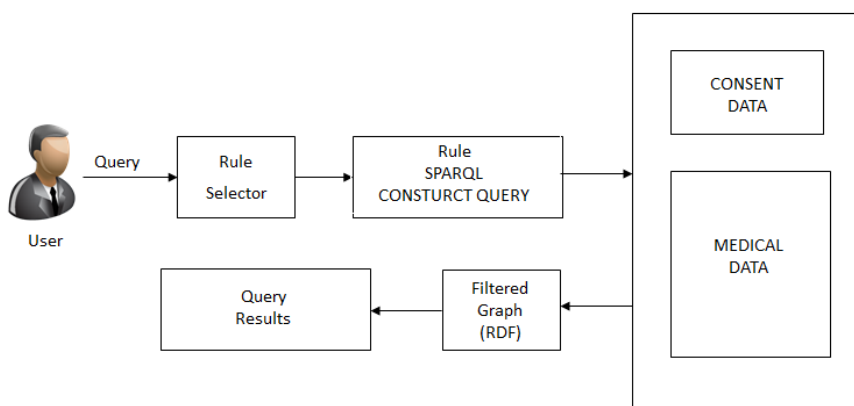 Query
User
Rule
Selector
Rule
SPARQL
CONSTURCT QUERY
CONSENT
DATA
MEDICAL
DATA
Filtered
Graph
(RDF)
Query
Results